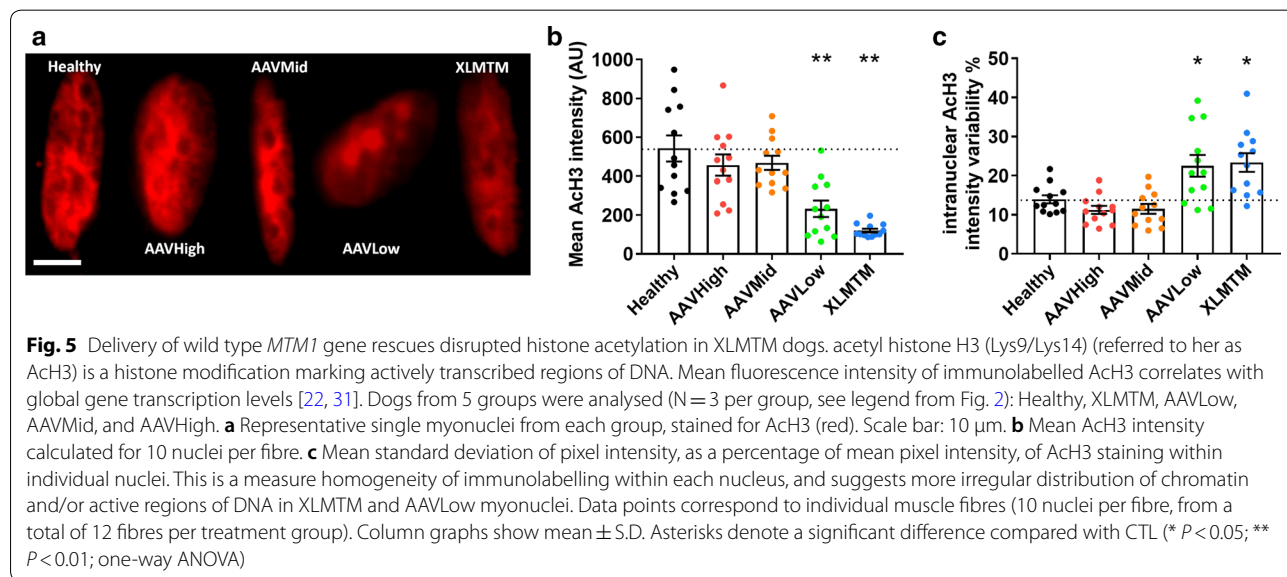 a
Healthy
AAVMid
XLMTM
AAVHigh
AAVLow
b
Mean AcH3 intensity (AU)
1000
800
600
400
200
0
**
**
Healthy
AAVHigh
AAVMid
AAVLow
XLMTM
c
intranuclear AcH3
intensity variability %
50
40
30
20
10
0
*
*
Healthy
AAVHigh
AAVMid
AAVLow
XLMTM
Fig. 5 Delivery of wild type MTM1 gene rescues disrupted histone acetylation in XLMTM dogs. acetyl histone H3 (Lys9/Lys14) (referred to her as
AcH3) is a histone modification marking actively transcribed regions of DNA. Mean fluorescence intensity of immunolabelled AcH3 correlates with
global gene transcription levels [22, 31]. Dogs from 5 groups were analysed (N = 3 per group, see legend from Fig. 2): Healthy, XLMTM, AAVLow,
AAVMid, and AAVHigh. a Representative single myonuclei from each group, stained for AcH3 (red). Scale bar: 10 μm. b Mean AcH3 intensity
calculated for 10 nuclei per fibre. c Mean standard deviation of pixel intensity, as a percentage of mean pixel intensity, of AcH3 staining within
individual nuclei. This is a measure homogeneity of immunolabelling within each nucleus, and suggests more irregular distribution of chromatin
and/or active regions of DNA in XLMTM and AAVLow myonuclei. Data points correspond to individual muscle fibres (10 nuclei per fibre, from a
total of 12 fibres per treatment group). Column graphs show mean ± S.D. Asterisks denote a significant difference compared with CTL (* P < 0.05; **
P < 0.01; one-way ANOVA)